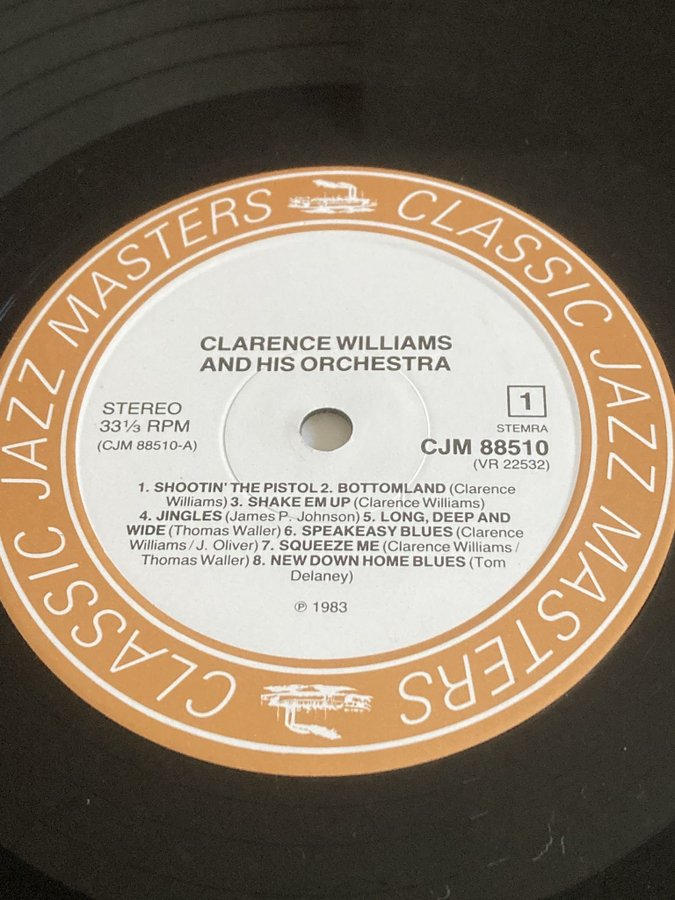 CLASSIC JAZZ MASTERS
CLASSIC JAZZ MASTERS
CLARENCE WILLIAMS
AND HIS ORCHESTRA
STEREO
33⅓ RPM
(CJM 88510-A)
1
STEMRA
CJM 88510
(VR 22532)
1. SHOOTIN' THE PISTOL 2. BOTTOMLAND (Clarence
Williams) 3. SHAKE EM UP (Clarence Williams)
4. JINGLES (James P. Johnson) 5. LONG, DEEP AND
WIDE (Thomas Waller) 6. SPEAKEASY BLUES (Clarence
Williams/J. Oliver) 7. SQUEEZE ME (Clarence Williams/
Thomas Waller) 8. NEW DOWN HOME BLUES (Tom
Delaney)
℗ 1983